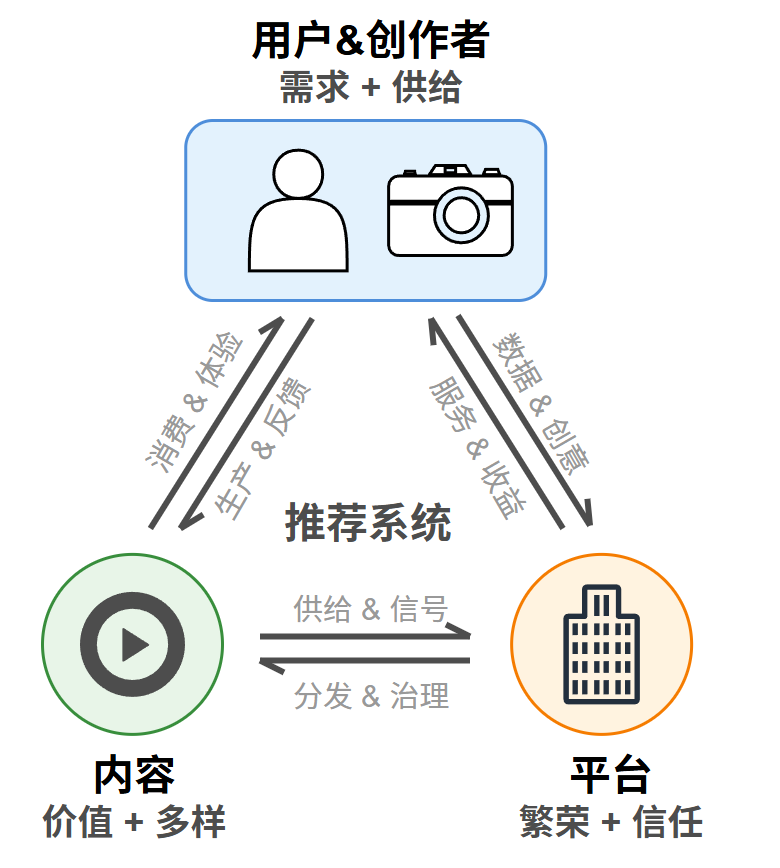 用户&创作者
需求 + 供给
消费 & 体验
生产 & 反馈
服务 & 收益
数据 & 创意
推荐系统
供给 & 信号
分发 & 治理
内容
价值 + 多样
平台
繁荣 + 信任